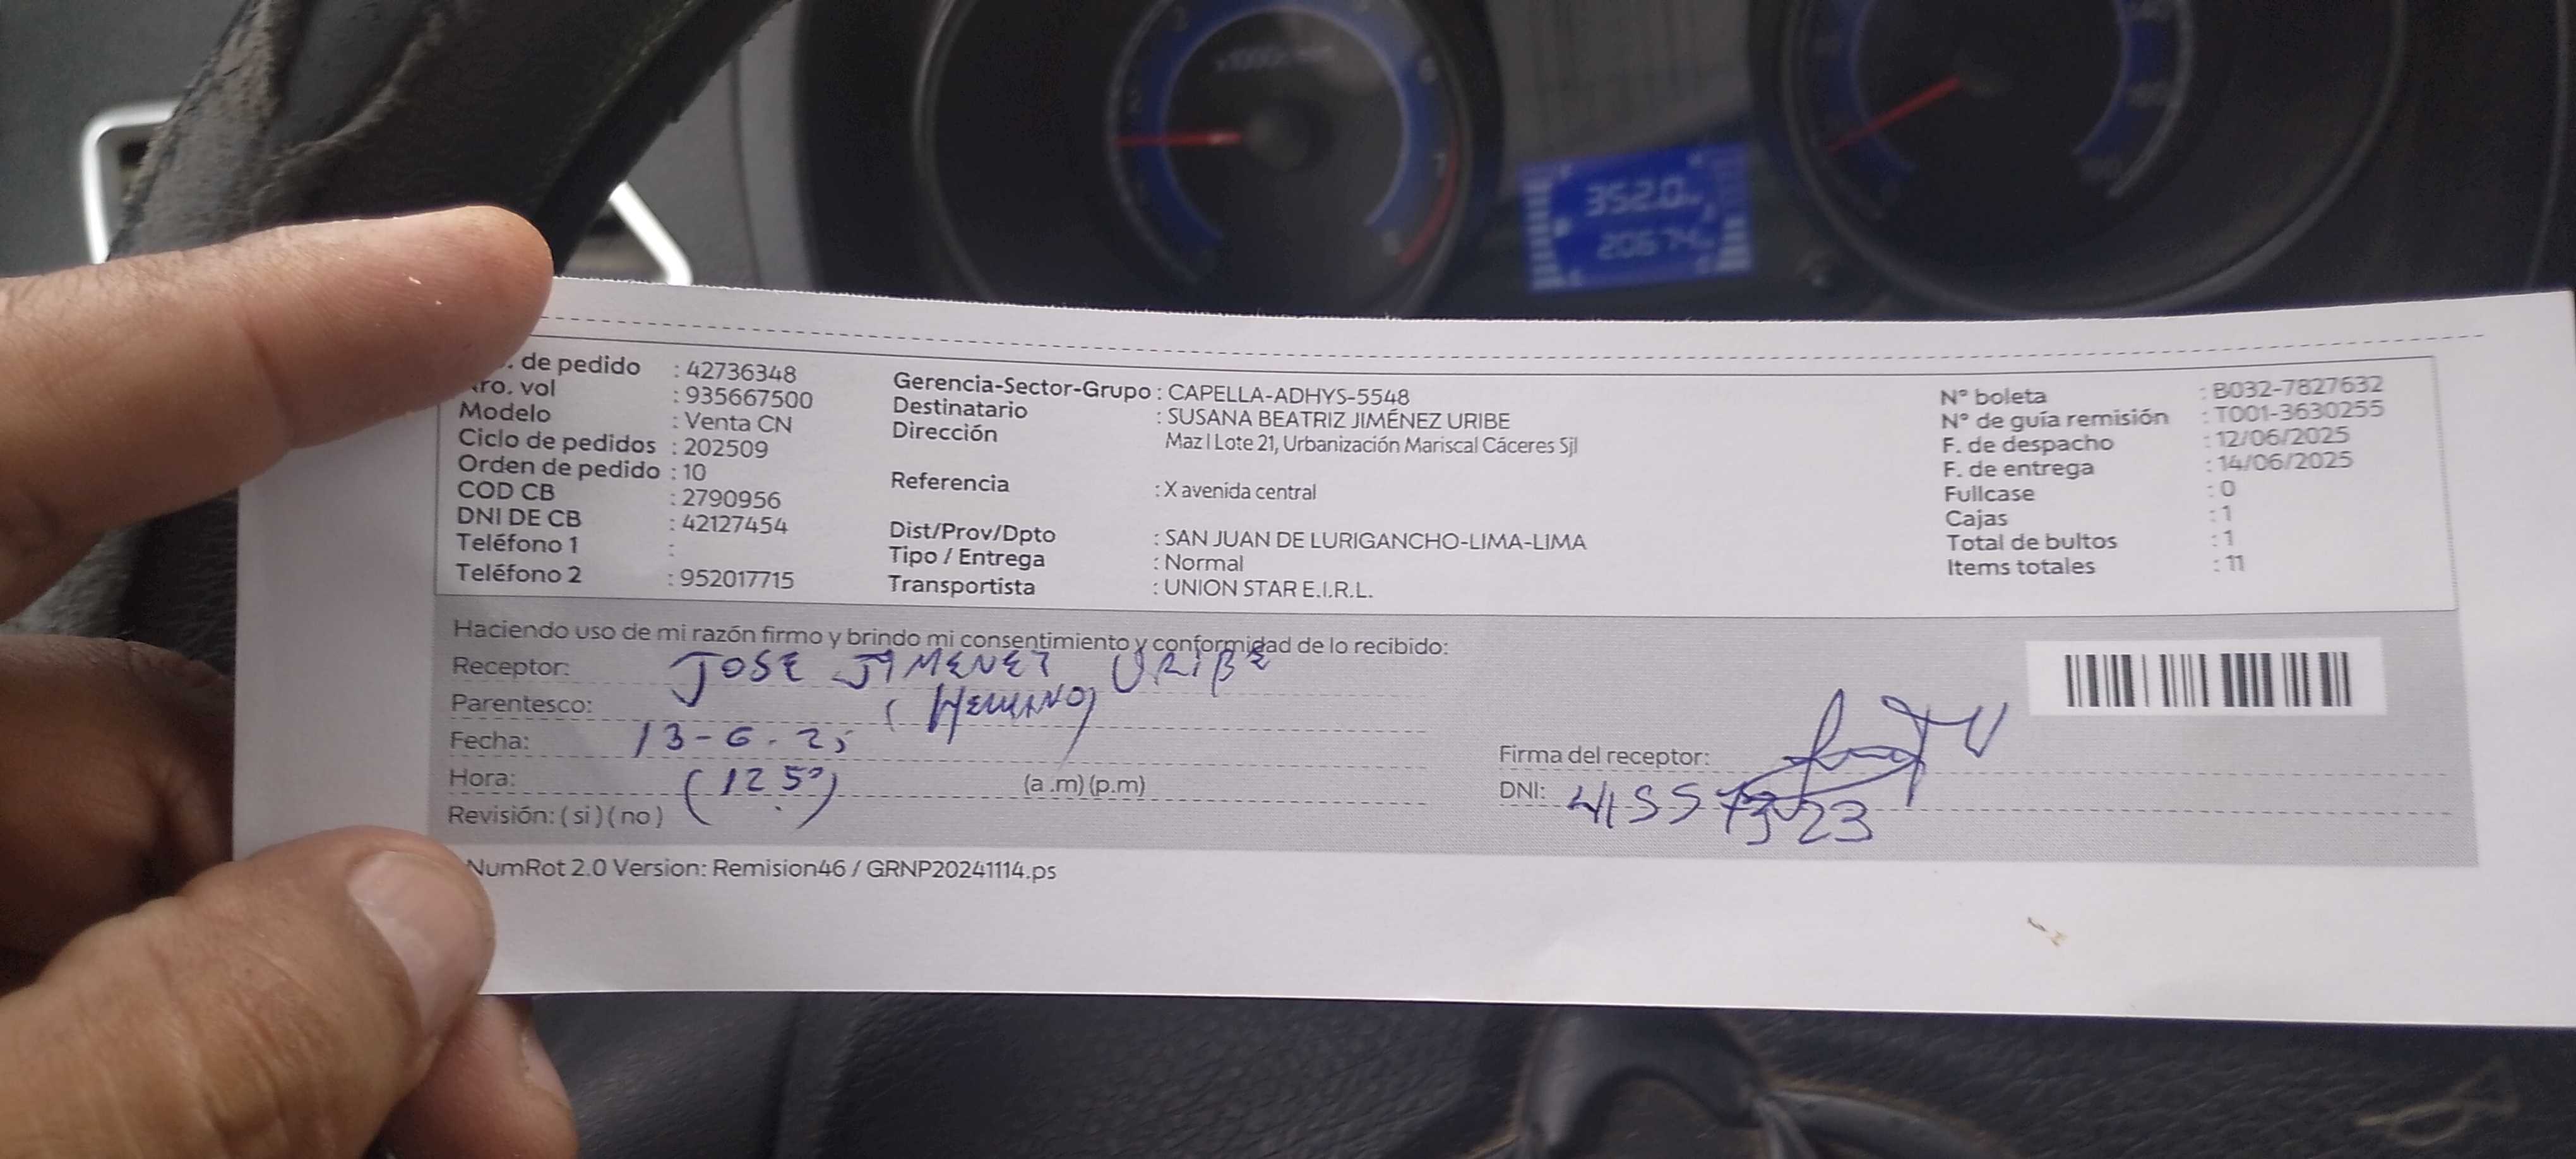 . de pedido : 42736348
ro. vol : 935667500
Modelo : Venta CN
Ciclo de pedidos : 202509
Orden de pedido : 10
COD CB : 2790956
DNI DE CB : 42127454
Teléfono 1 :
Teléfono 2 : 952017715
Gerencia-Sector-Grupo : CAPELLA-ADHYS-5548
Destinatario : SUSANA BEATRIZ JIMÉNEZ URIBE
Dirección Maz I Lote 21, Urbanización Mariscal Cáceres Sjl
Referencia : X avenida central
Dist/Prov/Dpto : SAN JUAN DE LURIGANCHO-LIMA-LIMA
Tipo / Entrega : Normal
Transportista : UNION STAR E.I.R.L.
N° boleta : B032-7827632
N° de guía remisión : T001-3630255
F. de despacho : 12/06/2025
F. de entrega : 14/06/2025
Fullcase : 0
Cajas : 1
Total de bultos : 1
Items totales : 11
Haciendo uso de mi razón firmo y brindo mi consentimiento y conformidad de lo recibido:
Receptor: JOSE JIMENEZ URIBE
Parentesco: (HERMANO)
Fecha: 13-6.25
Hora: (12 50) (a .m) (p.m)
Revisión: ( si ) ( no )
Firma del receptor:
DNI:
NumRot 2.0 Version: Remision46 / GRNP20241114.ps
352.0
20674